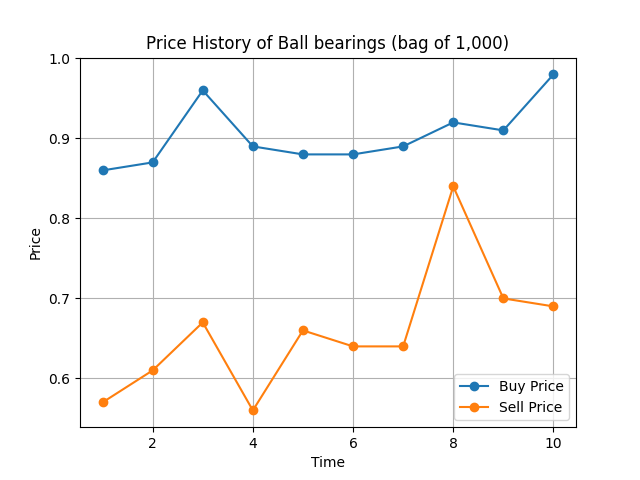 Price History of Ball bearings (bag of 1,000)
1.0
0.9
0.8
0.7
0.6
Price
2
4
6
8
10
Time
Buy Price
Sell Price